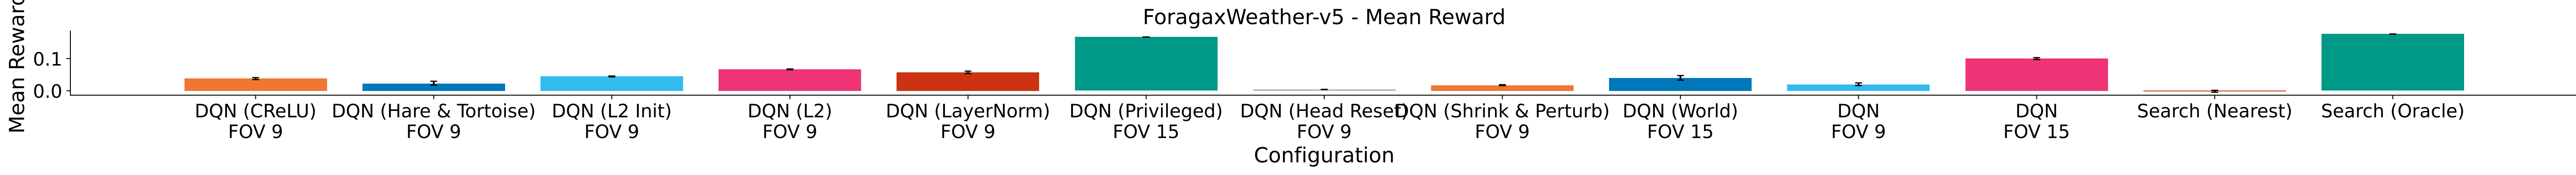 ForagaxWeather-v5 - Mean Reward
Mean Reward
0.1
0.0
DQN (CReLU)
FOV 9
DQN (Hare & Tortoise)
FOV 9
DQN (L2 Init)
FOV 9
DQN (L2)
FOV 9
DQN (LayerNorm)
FOV 9
DQN (Privileged)
FOV 15
DQN (Head Reset)
FOV 9
DQN (Shrink & Perturb)
FOV 9
DQN (World)
FOV 15
DQN
FOV 9
DQN
FOV 15
Search (Nearest)
Search (Oracle)
Configuration